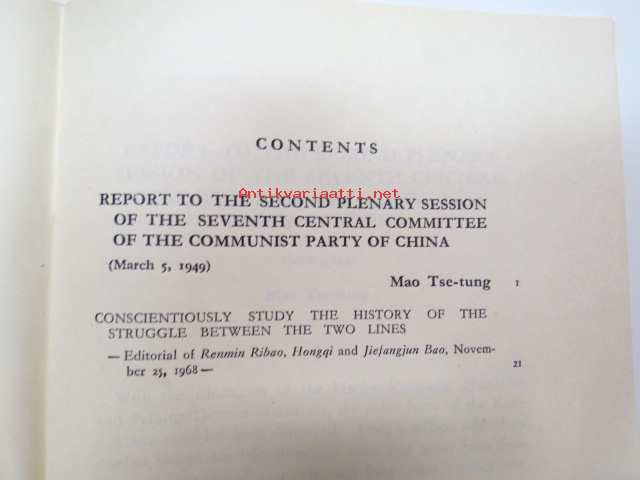 CONTENTS
Antikvariaatti.net
REPORT TO THE SECOND PLENARY SESSION
OF THE SEVENTH CENTRAL COMMITTEE
OF THE COMMUNIST PARTY OF CHINA
(March 5, 1949)
Mao Tse-tung 1
CONSCIENTIOUSLY STUDY THE HISTORY OF THE
STRUGGLE BETWEEN THE TWO LINES
— Editorial of Renmin Ribao, Hongqi and Jiefangjun Bao, Novem-
ber 25, 1968 — 21